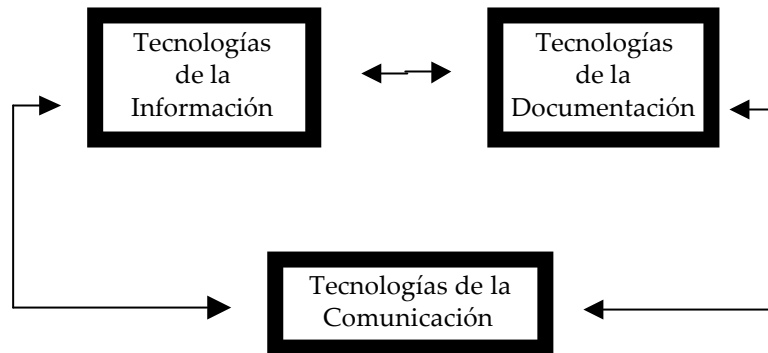 Tecnologías
de la
Información
Tecnologías
de la
Documentación
Tecnologías de la
Comunicación